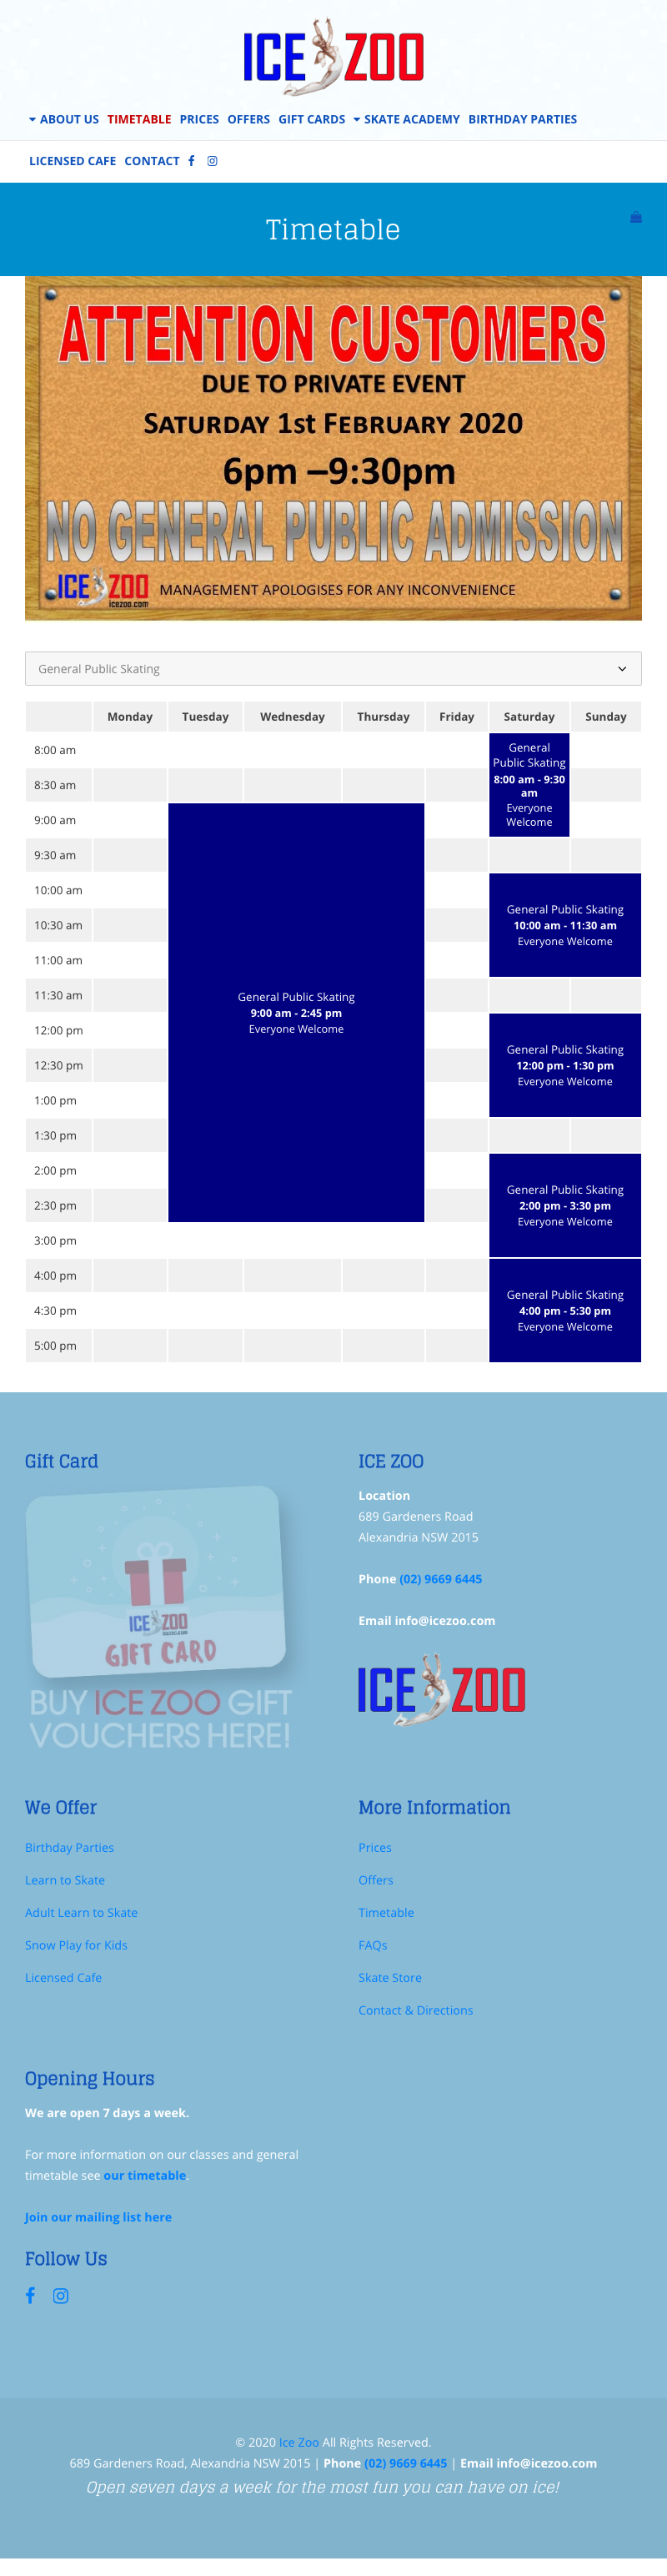 ICE ZOO
ABOUT US TIMETABLE PRICES OFFERS GIFT CARDS SKATE ACADEMY BIRTHDAY PARTIES
LICENSED CAFE CONTACT
Timetable
ATTENTION CUSTOMERS
DUE TO PRIVATE EVENT
SATURDAY 1ST FEBRUARY 2020
6pm –9:30pm
NO GENERAL PUBLIC ADMISSION
ICE ZOO
icezoo.com
MANAGEMENT APOLOGISES FOR ANY INCONVENIENCE
General Public Skating
Monday Tuesday Wednesday Thursday Friday Saturday Sunday
8:00 am
General
Public Skating
8:00 am - 9:30
am
Everyone
Welcome
8:30 am
9:00 am
9:30 am
10:00 am
General Public Skating
10:00 am - 11:30 am
Everyone Welcome
10:30 am
11:00 am
11:30 am
General Public Skating
9:00 am - 2:45 pm
Everyone Welcome
12:00 pm
General Public Skating
12:00 pm - 1:30 pm
Everyone Welcome
12:30 pm
1:00 pm
1:30 pm
2:00 pm
General Public Skating
2:00 pm - 3:30 pm
Everyone Welcome
2:30 pm
3:00 pm
4:00 pm
General Public Skating
4:00 pm - 5:30 pm
Everyone Welcome
4:30 pm
5:00 pm
Gift Card
ICE ZOO
GIFT CARD
BUY ICE ZOO GIFT
VOUCHERS HERE!
ICE ZOO
Location
689 Gardeners Road
Alexandria NSW 2015
Phone (02) 9669 6445
Email info@icezoo.com
ICE ZOO
We Offer
Birthday Parties
Learn to Skate
Adult Learn to Skate
Snow Play for Kids
Licensed Cafe
More Information
Prices
Offers
Timetable
FAQs
Skate Store
Contact & Directions
Opening Hours
We are open 7 days a week.
For more information on our classes and general
timetable see our timetable.
Join our mailing list here
Follow Us
© 2020 Ice Zoo All Rights Reserved.
689 Gardeners Road, Alexandria NSW 2015 | Phone (02) 9669 6445 | Email info@icezoo.com
Open seven days a week for the most fun you can have on ice!